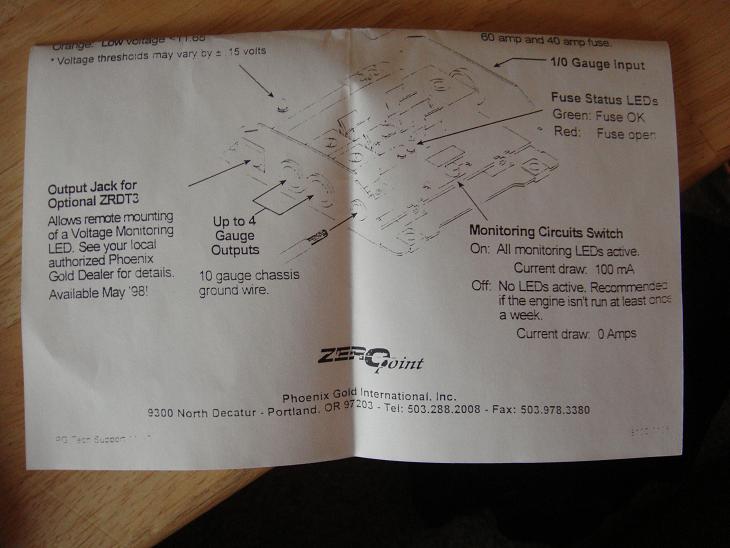 Orange: Low voltage <11.65
* Voltage thresholds may vary by ± .15 volts
60 amp and 40 amp fuse.
1/0 Gauge Input
Fuse Status LEDs
Green: Fuse OK
Red: Fuse open
Output Jack for
Optional ZRDT3
Allows remote mounting
of a Voltage Monitoring
LED. See your local
authorized Phoenix
Gold Dealer for details.
Available May '98!
Up to 4
Gauge
Outputs
10 gauge chassis
ground wire.
Monitoring Circuits Switch
On: All monitoring LEDs active.
Current draw: 100 mA
Off: No LEDs active. Recommended
if the engine isn't run at least once
a week.
Current draw: 0 Amps
ZEROpoint
Phoenix Gold International, Inc.
9300 North Decatur - Portland, OR 97203 - Tel: 503.288.2008 - Fax: 503.978.3380
PG Tech Support